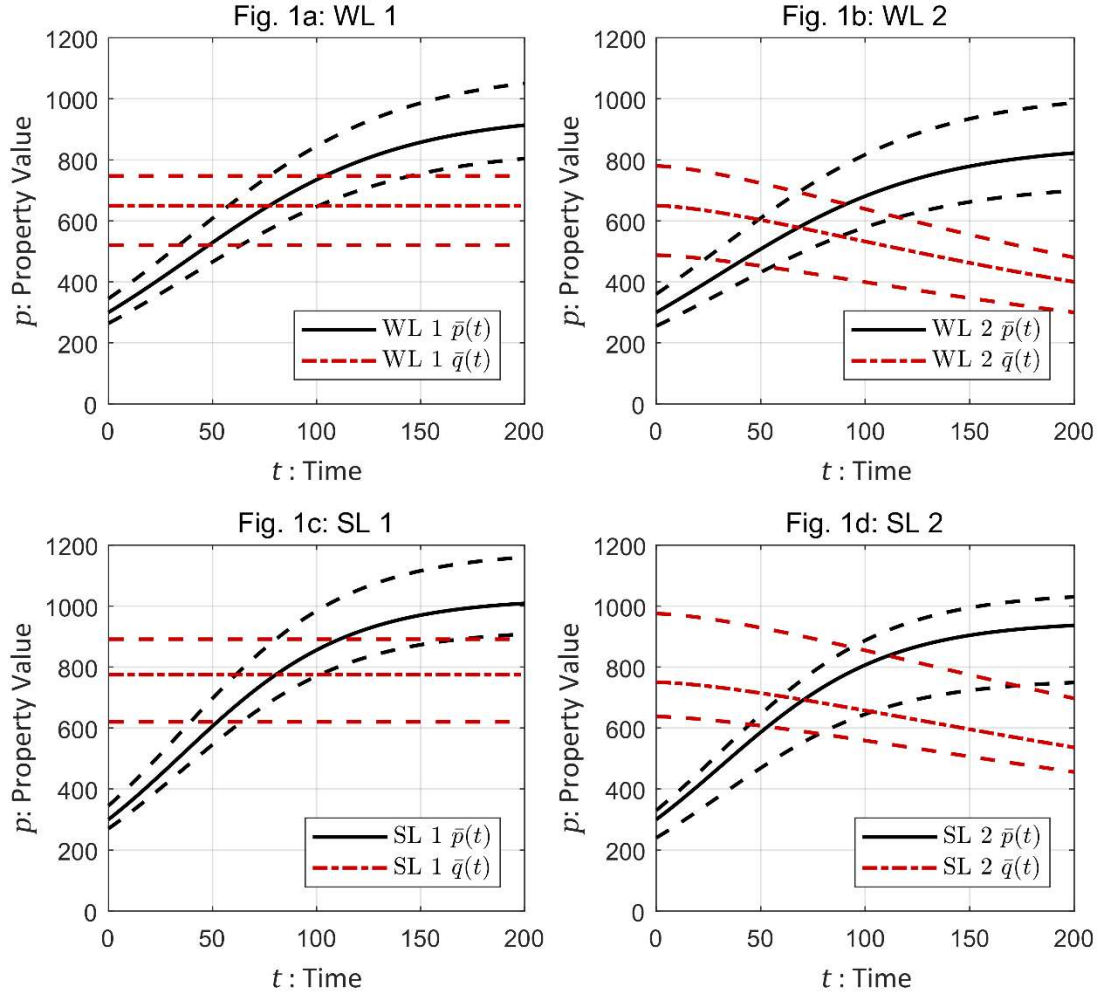 Fig. 1a: WL 1
1200
1000
800
600
400
200
0
p: Property Value
WL 1 p̄(t)
WL 1 q̄(t)
0 50 100 150 200
t : Time
Fig. 1b: WL 2
1200
1000
800
600
400
200
0
p: Property Value
WL 2 p̄(t)
WL 2 q̄(t)
0 50 100 150 200
t : Time
Fig. 1c: SL 1
1200
1000
800
600
400
200
0
p: Property Value
SL 1 p̄(t)
SL 1 q̄(t)
0 50 100 150 200
t : Time
Fig. 1d: SL 2
1200
1000
800
600
400
200
0
p: Property Value
SL 2 p̄(t)
SL 2 q̄(t)
0 50 100 150 200
t : Time